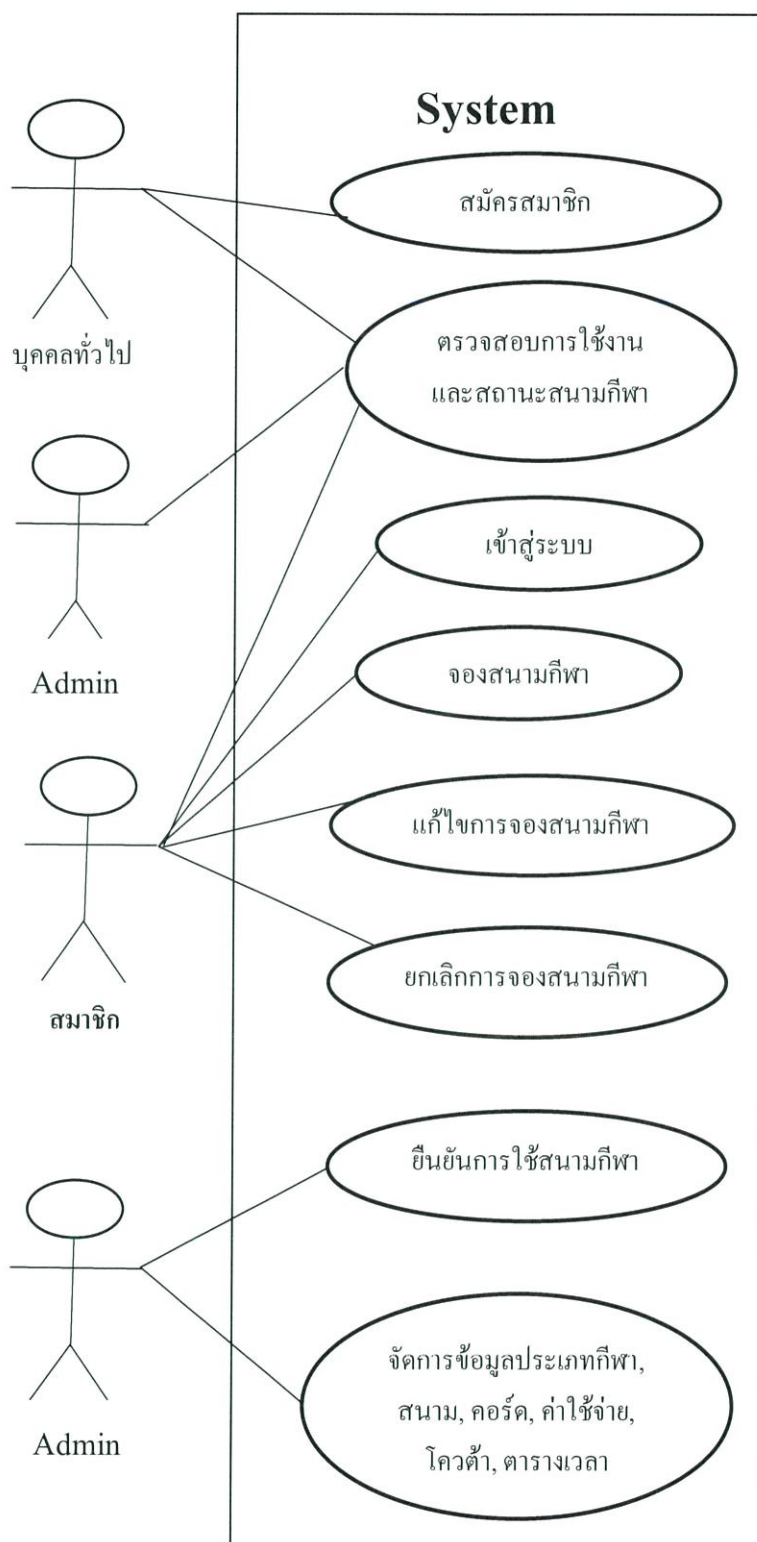 System
สมัครสมาชิก
บุคคลทั่วไป
ตรวจสอบการใช้งาน
และสถานะสนามกีฬา
เข้าสู่ระบบ
Admin
จองสนามกีฬา
แก้ไขการจองสนามกีฬา
ยกเลิกการจองสนามกีฬา
สมาชิก
ยืนยันการใช้สนามกีฬา
จัดการข้อมูลประเภทกีฬา,
สนาม, คอร์ด, ค่าใช้จ่าย,
โควต้า, ตารางเวลา
Admin